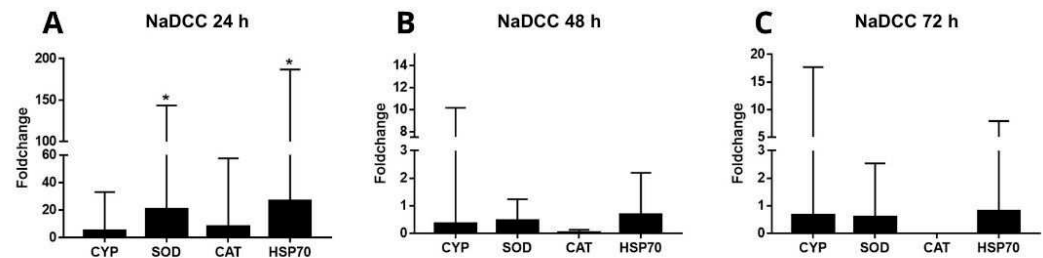 A NaDCC 24 h
Foldchange
200
150
100
60
40
20
0
* *
CYP SOD CAT HSP70
B NaDCC 48 h
Foldchange
14
12
10
8
3
2
1
0
CYP SOD CAT HSP70
C NaDCC 72 h
Foldchange
20
15
10
5
3
2
1
0
CYP SOD CAT HSP70